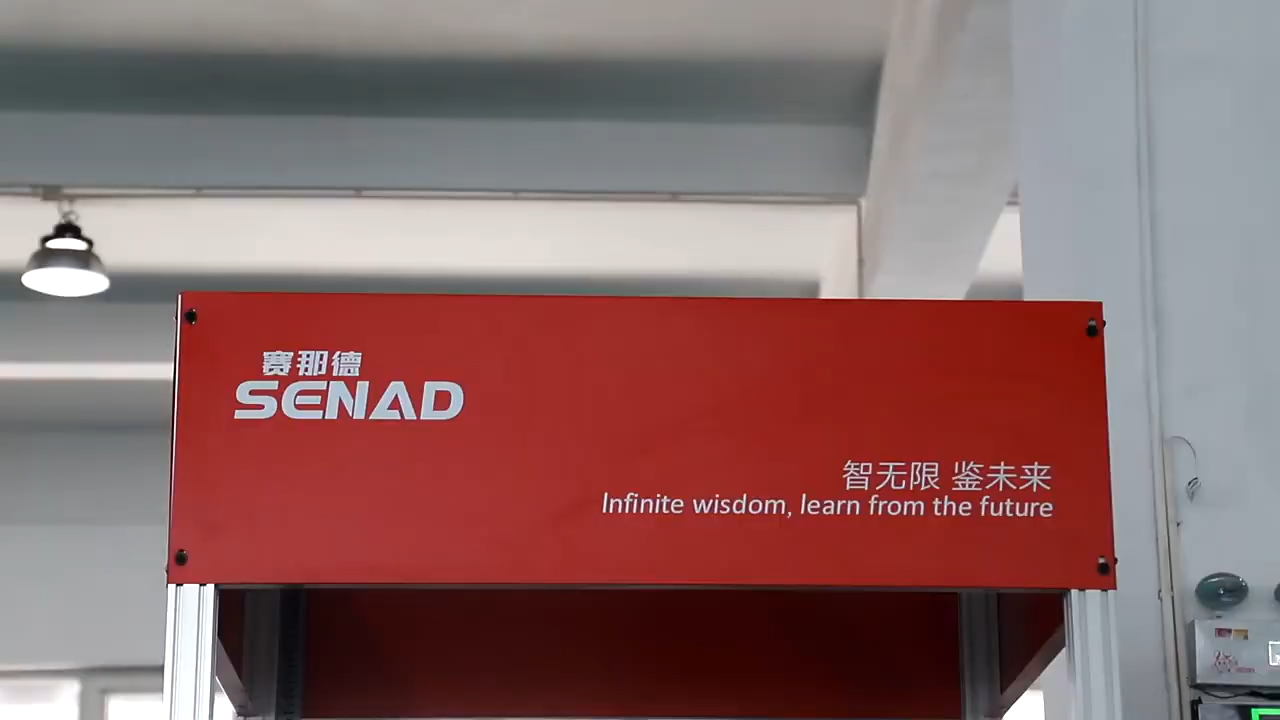 赛那德
SENAD
智无限 鉴未来
Infinite wisdom, learn from the future